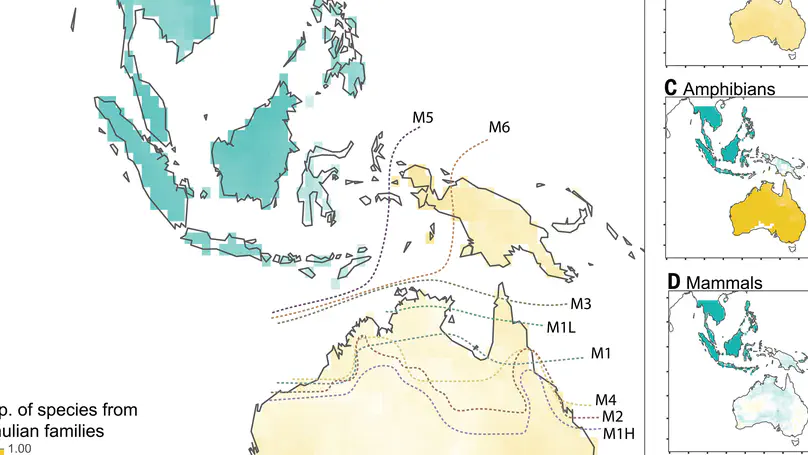 M5
M6
M3
M1L
M1
M4
M2
M1H
p. of species from
ulian families
1.00
C Amphibians
D Mammals